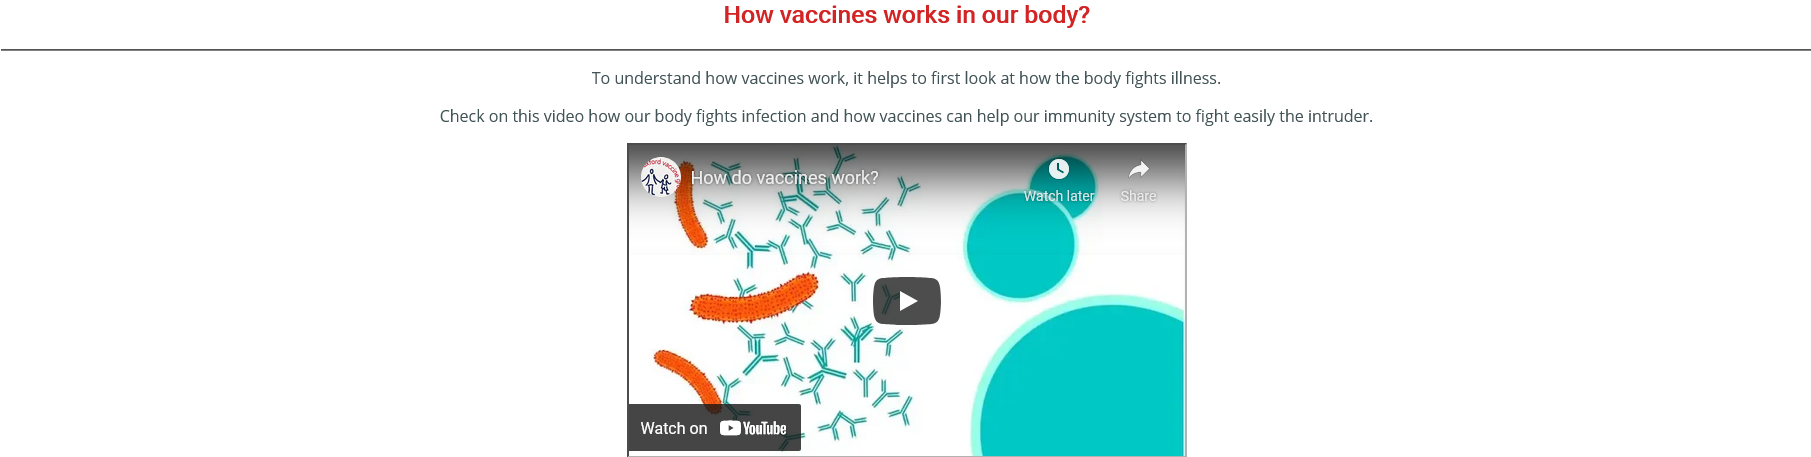 How vaccines works in our body?
To understand how vaccines work, it helps to first look at how the body fights illness.
Check on this video how our body fights infection and how vaccines can help our immunity system to fight easily the intruder.
How do vaccines work?
Watch later
Share
Watch on YouTube